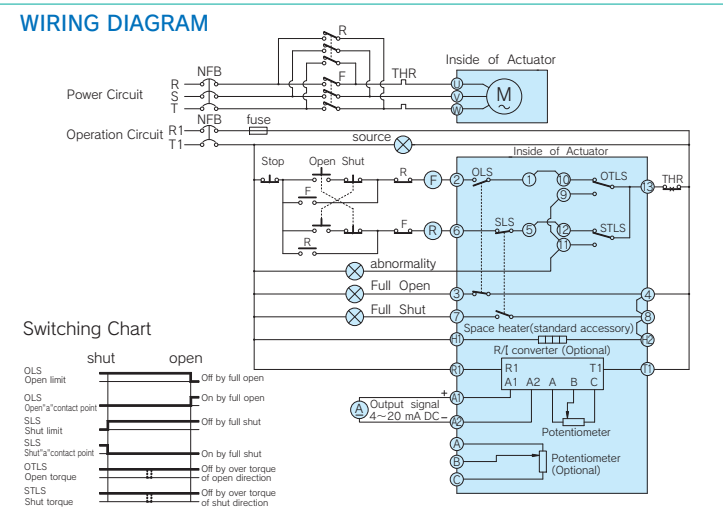 WIRING DIAGRAM
R
Inside of Actuator
NFB
F
THR
Power Circuit
R
S
T
U
V
W
M
NFB
fuse
Operation Circuit
R1
T1
source
Inside of Actuator
Stop
Open
Shut
R
F
2
OLS
1
10
OTLS
13
THR
F
9
F
R
6
SLS
5
12
STLS
R
11
abnormality
Full Open
3
4
Full Shut
7
8
Space heater(standard accessory)
H1
H2
R/I converter (Optional)
R1
R1
T1
T1
A1 A2 A B C
+
A1
A
Output signal
4~20 mA DC
−
A2
Potentiometer
A
B
C
Potentiometer
(Optional)
Switching Chart
shut
open
OLS
Open limit
Off by full open
OLS
Open"a"contact point
On by full open
SLS
Shut limit
Off by full shut
SLS
Shut"a"contact point
On by full shut
OTLS
Open torque
Off by over torque
of open direction
STLS
Shut torque
Off by over torque
of shut direction